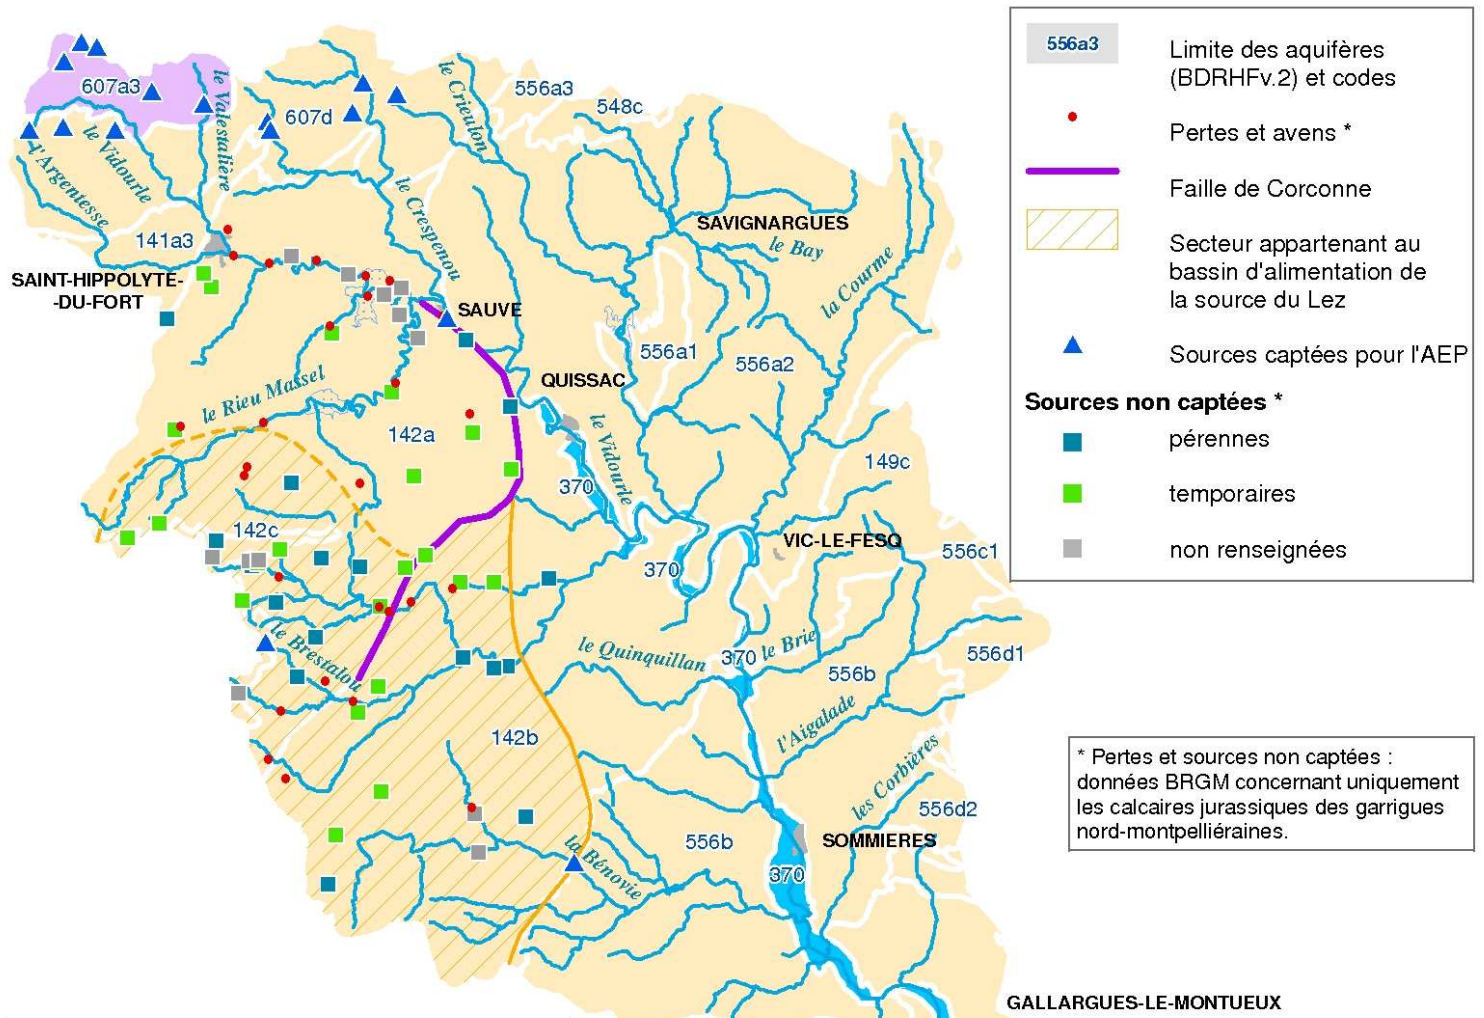 607a3
le Valestalière
607d
le Crieulon
556a3
548c
le Vidourle
l'Argentesse
le Crespenou
141a3
SAINT-HIPPOLYTE-
-DU-FORT
SAVIGNARGUES
le Bay
la Courme
SAUVE
556a1
556a2
QUISSAC
le Rieu Massel
142a
le Vidourle
149c
370
142c
VIC-LE-FESQ
556c1
370
le Brestalou
le Quinquillan
370
le Brie
556b
556d1
142b
l'Aigalade
les Corbières
556d2
556b
SOMMIERES
370
la Bénovie
GALLARGUES-LE-MONTUEUX
556a3
Limite des aquifères
(BDRHFv.2) et codes
Pertes et avens *
Faille de Corconne
Secteur appartenant au
bassin d'alimentation de
la source du Lez
Sources captées pour l'AEP
Sources non captées *
pérennes
temporaires
non renseignées
* Pertes et sources non captées :
données BRGM concernant uniquement
les calcaires jurassiques des garrigues
nord-montpelliéraines.